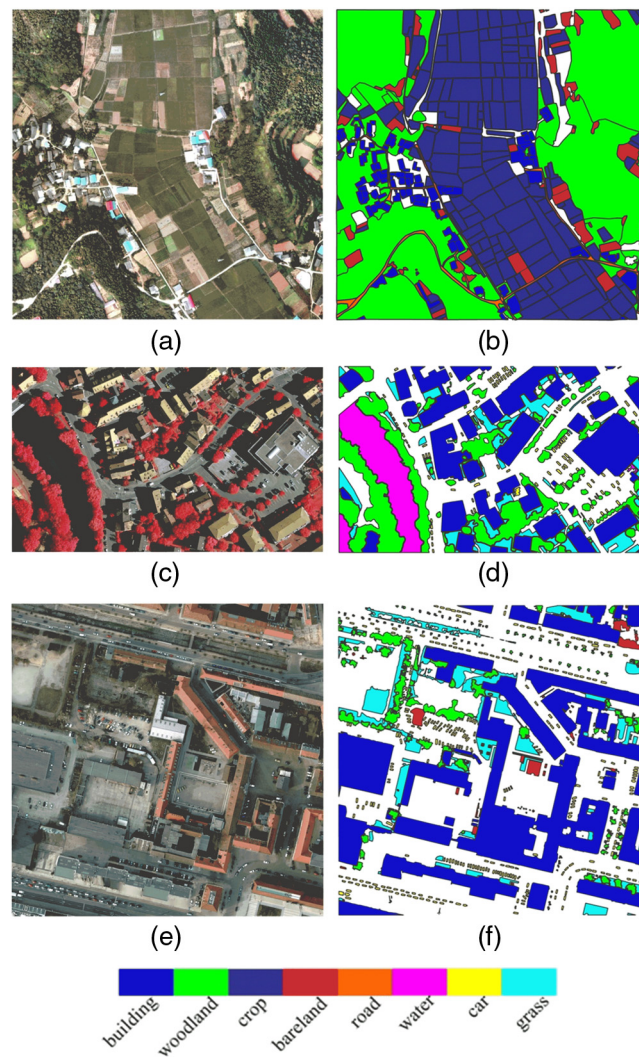 (a)
(b)
(c)
(d)
(e)
(f)
building
woodland
crop
bareland
road
water
car
grass